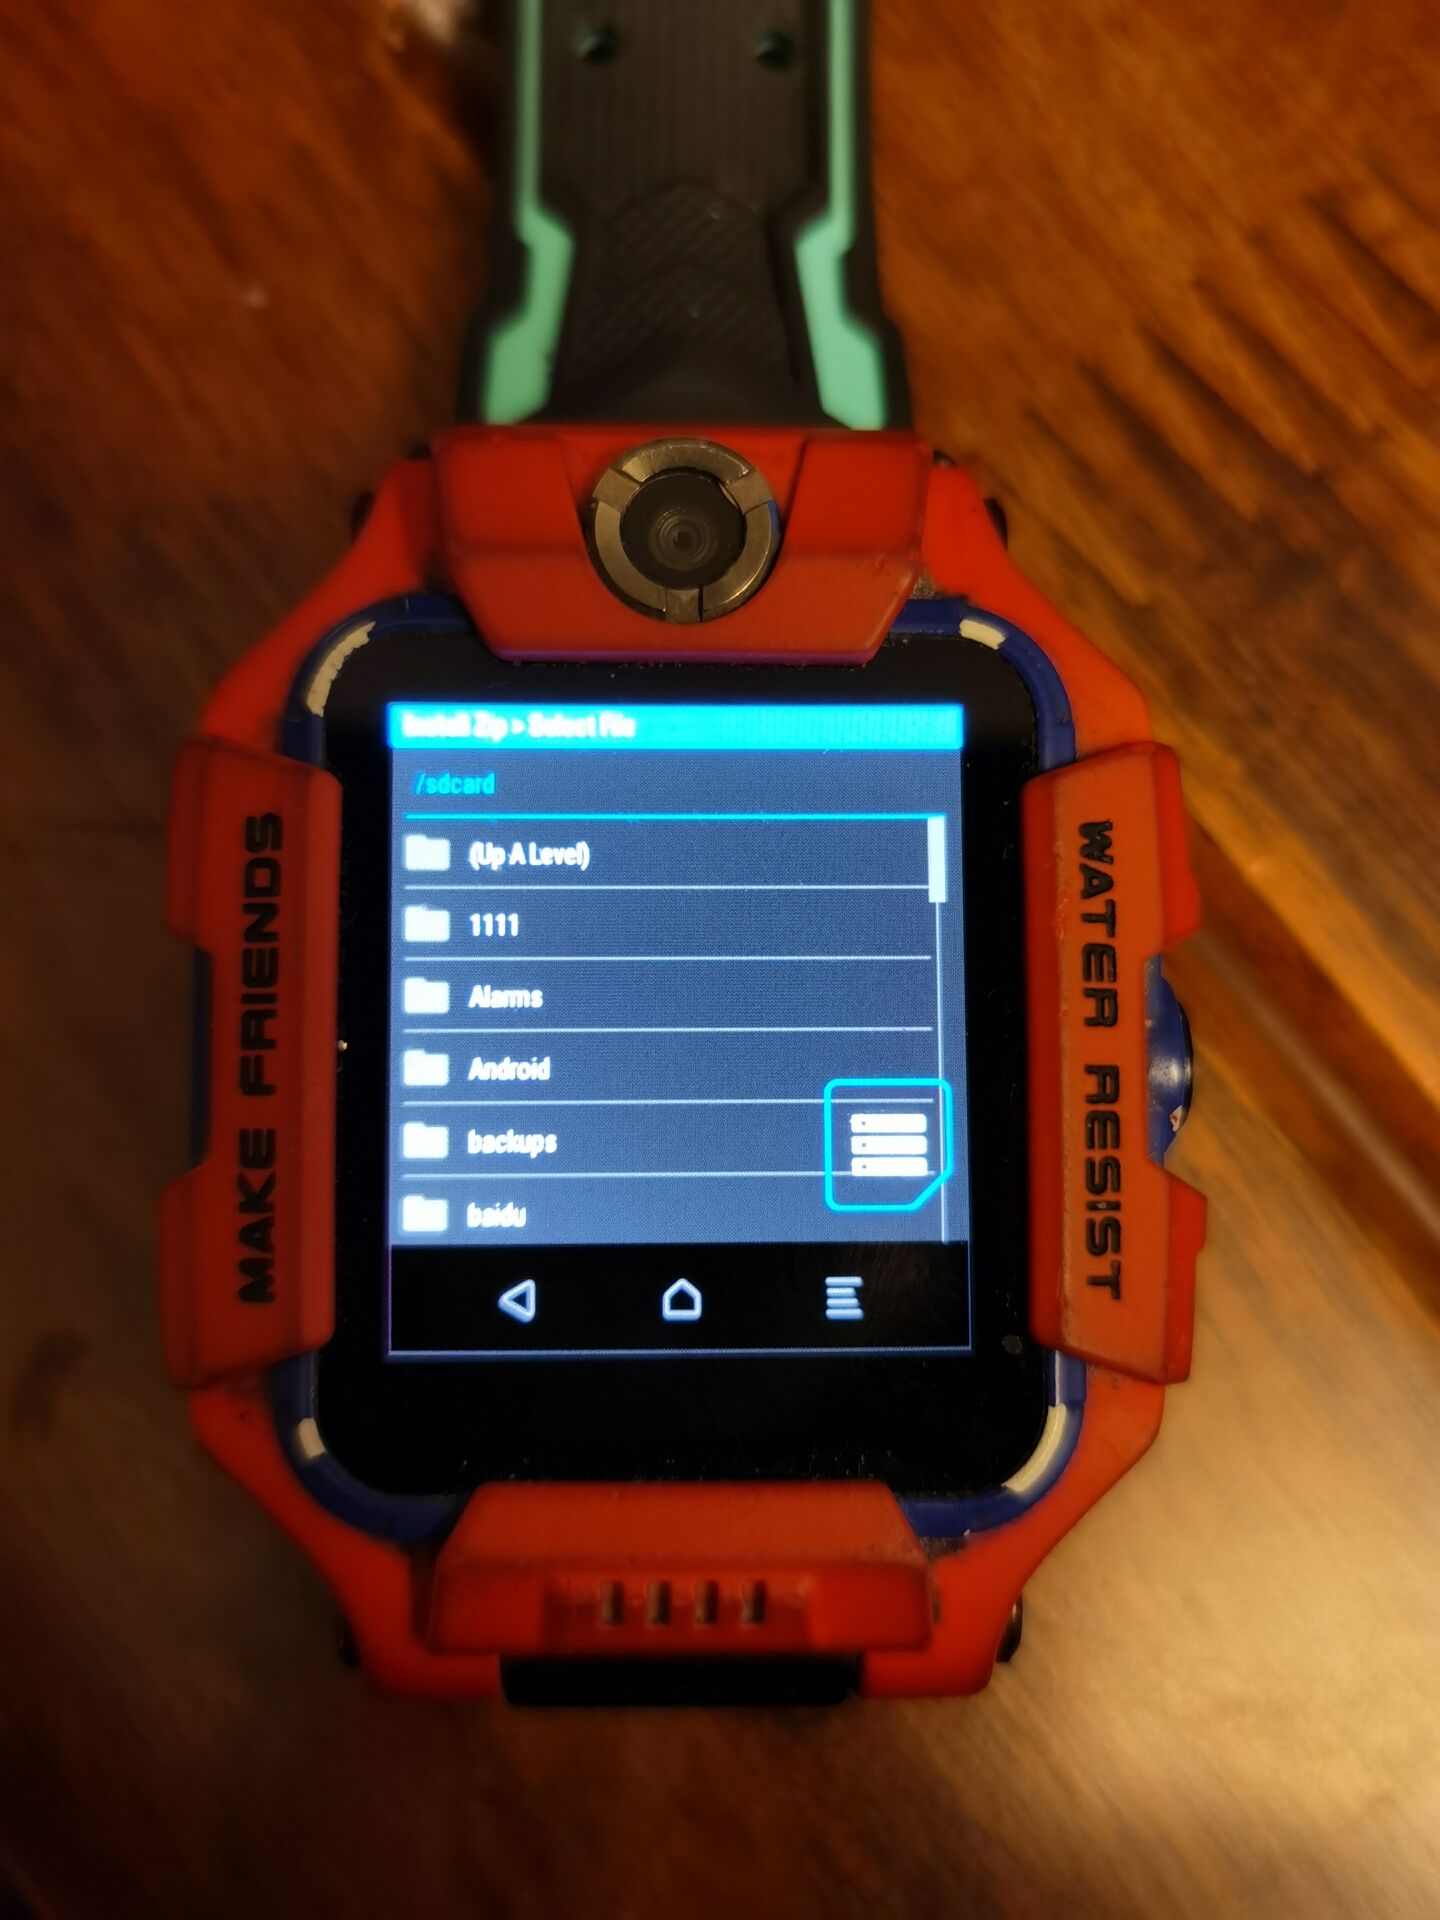 Install Zip > Select File
/sdcard
(Up A Level)
1111
Alarms
Android
backups
baidu
MAKE FRIENDS
WATER RESIST